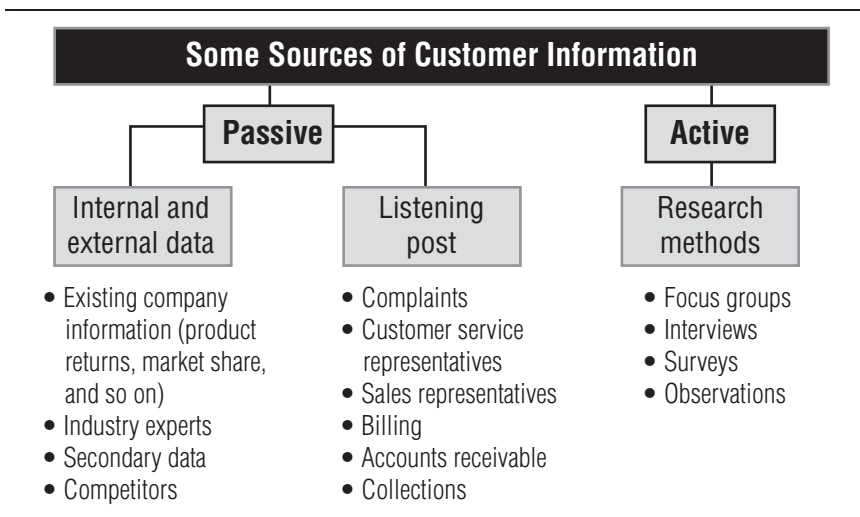 Some Sources of Customer Information
Passive
Active
Internal and
external data
Listening
post
Research
methods
• Existing company
information (product
returns, market share,
and so on)
• Industry experts
• Secondary data
• Competitors
• Complaints
• Customer service
representatives
• Sales representatives
• Billing
• Accounts receivable
• Collections
• Focus groups
• Interviews
• Surveys
• Observations